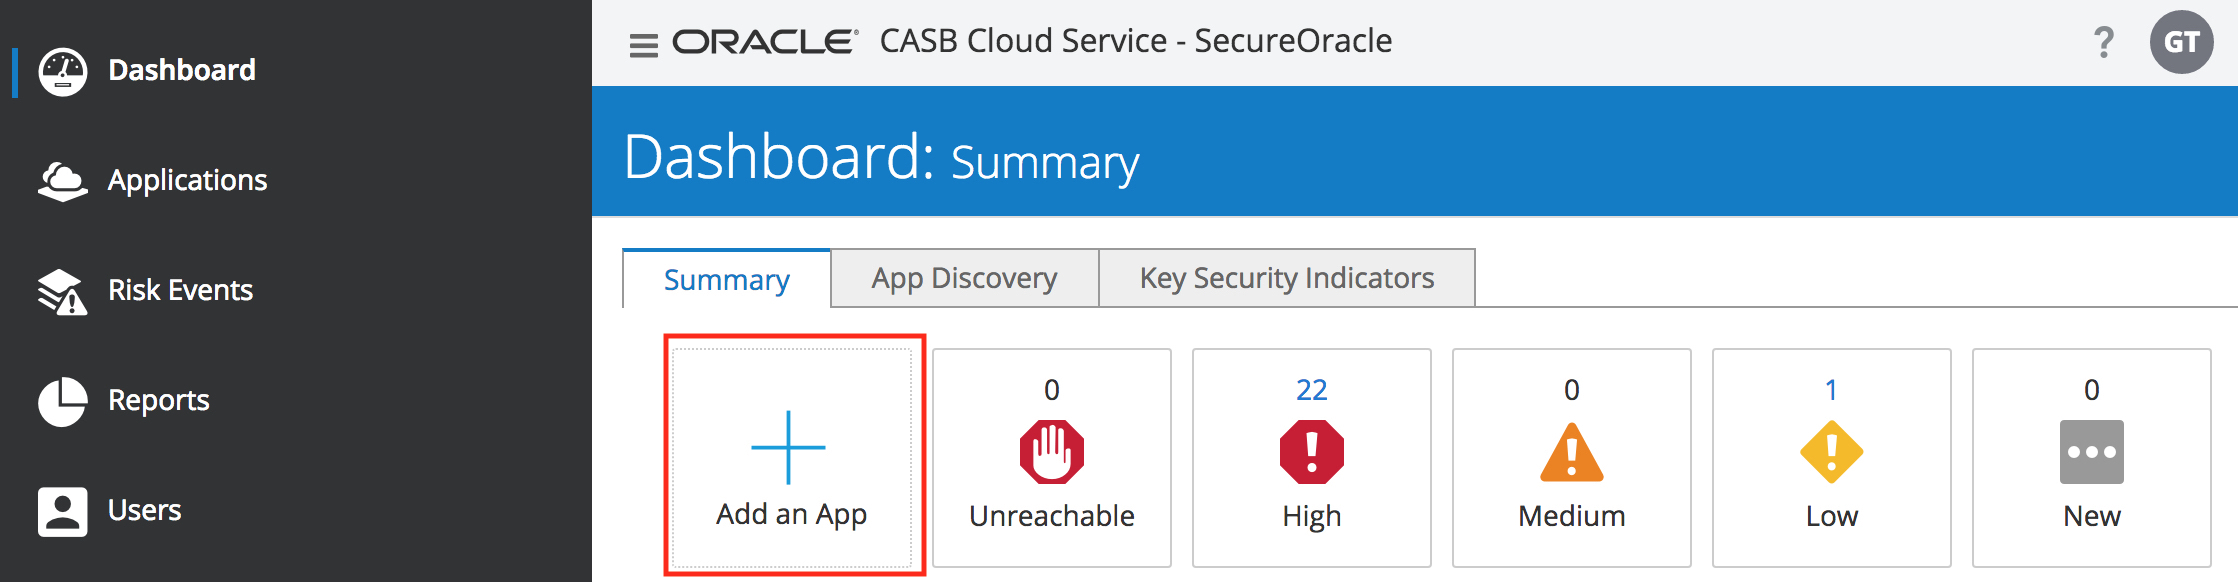 Dashboard
Applications
Risk Events
Reports
Users
ORACLE® CASB Cloud Service - SecureOracle
? GT
Dashboard: Summary
Summary App Discovery Key Security Indicators
Add an App
0
Unreachable
22
High
0
Medium
1
Low
0
New